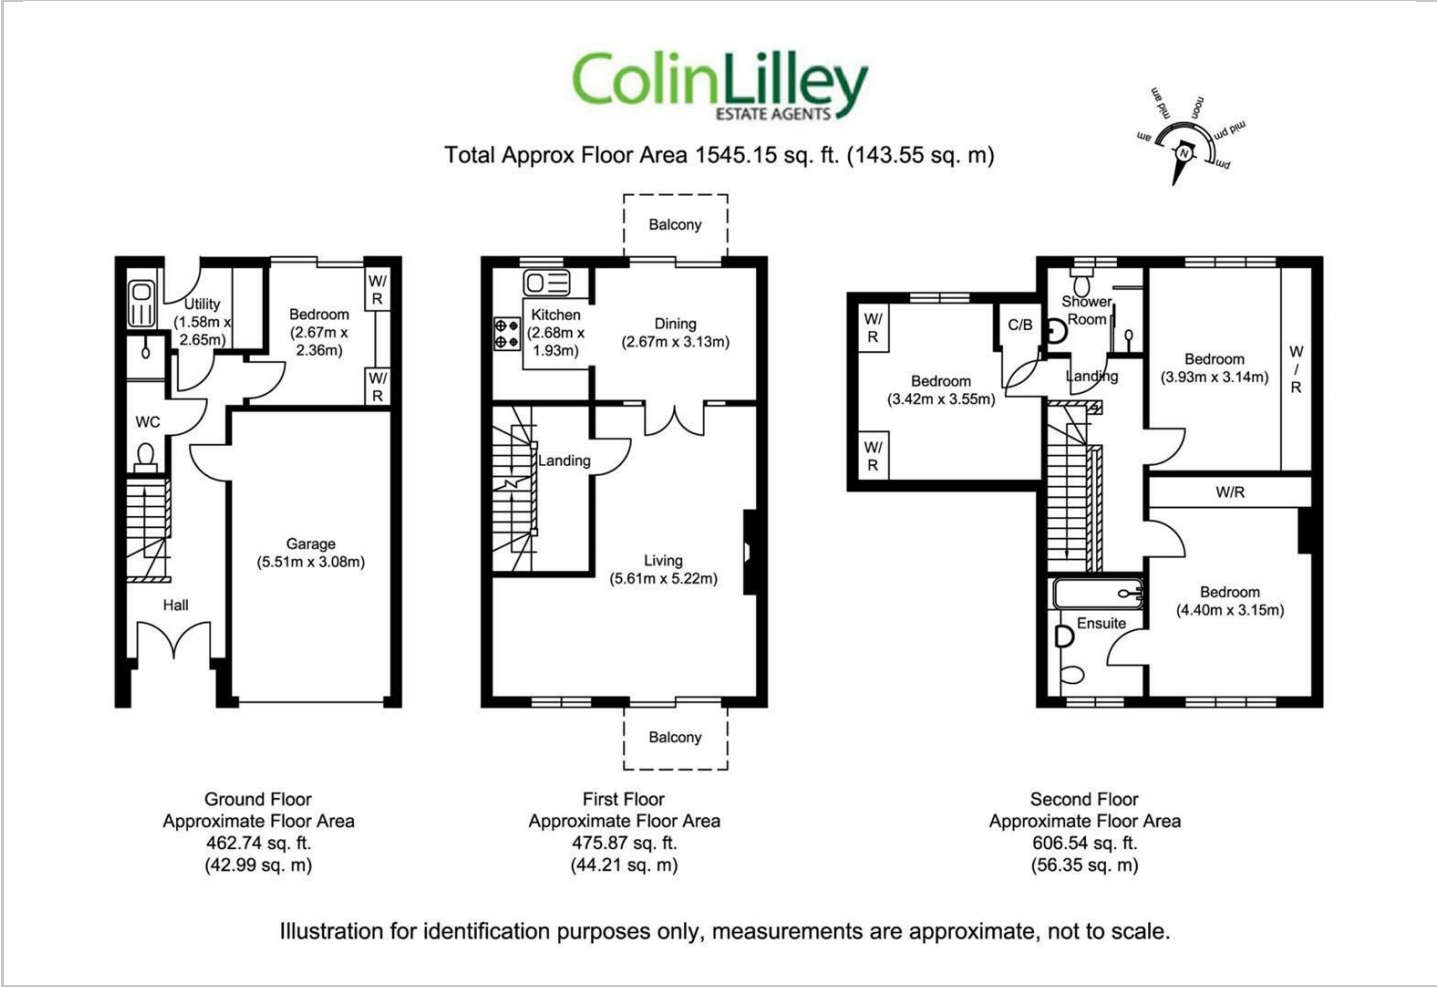 ColinLilley
ESTATE AGENTS
Total Approx Floor Area 1545.15 sq. ft. (143.55 sq. m)
am
mid am
noon
mid pm
pm
N
Utility
(1.58m x
2.65m)
Bedroom
(2.67m x
2.36m)
W/
R
W/
R
WC
Garage
(5.51m x 3.08m)
Hall
Ground Floor
Approximate Floor Area
462.74 sq. ft.
(42.99 sq. m)
Balcony
Kitchen
(2.68m x
1.93m)
Dining
(2.67m x 3.13m)
Landing
Living
(5.61m x 5.22m)
Balcony
First Floor
Approximate Floor Area
475.87 sq. ft.
(44.21 sq. m)
W/
R
C/B
Shower
Room
Bedroom
(3.42m x 3.55m)
Landing
Bedroom
(3.93m x 3.14m)
W
/
R
W/
R
W/R
Bedroom
(4.40m x 3.15m)
Ensuite
Second Floor
Approximate Floor Area
606.54 sq. ft.
(56.35 sq. m)
Illustration for identification purposes only, measurements are approximate, not to scale.